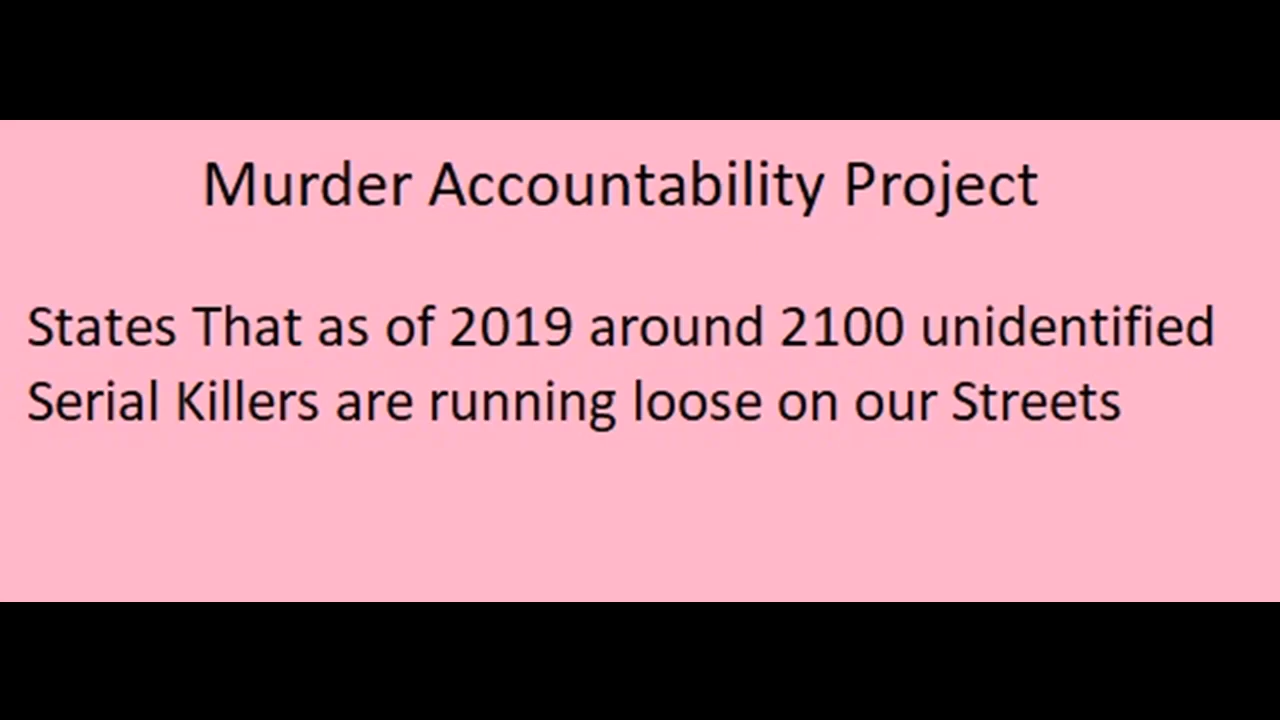 Murder Accountability Project
States That as of 2019 around 2100 unidentified
Serial Killers are running loose on our Streets